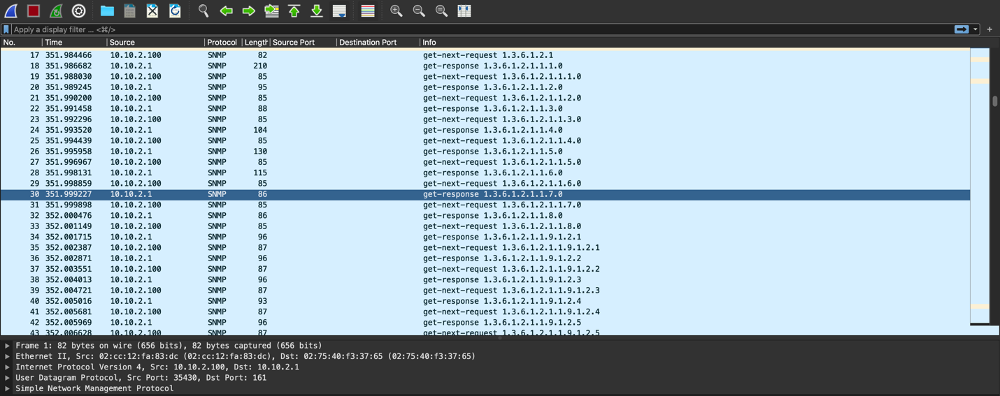 Apply a display filter ... <⌘/>
No. Time Source Protocol Length Source Port Destination Port Info
17 351.984466 10.10.2.100 SNMP 82 get-next-request 1.3.6.1.2.1
18 351.986682 10.10.2.1 SNMP 210 get-response 1.3.6.1.2.1.1.1.0
19 351.988030 10.10.2.100 SNMP 85 get-next-request 1.3.6.1.2.1.1.1.0
20 351.989245 10.10.2.1 SNMP 95 get-response 1.3.6.1.2.1.1.2.0
21 351.990200 10.10.2.100 SNMP 85 get-next-request 1.3.6.1.2.1.1.2.0
22 351.991458 10.10.2.1 SNMP 88 get-response 1.3.6.1.2.1.1.3.0
23 351.992296 10.10.2.100 SNMP 85 get-next-request 1.3.6.1.2.1.1.3.0
24 351.993520 10.10.2.1 SNMP 104 get-response 1.3.6.1.2.1.1.4.0
25 351.994439 10.10.2.100 SNMP 85 get-next-request 1.3.6.1.2.1.1.4.0
26 351.995958 10.10.2.1 SNMP 130 get-response 1.3.6.1.2.1.1.5.0
27 351.996967 10.10.2.100 SNMP 85 get-next-request 1.3.6.1.2.1.1.5.0
28 351.998131 10.10.2.1 SNMP 115 get-response 1.3.6.1.2.1.1.6.0
29 351.998859 10.10.2.100 SNMP 85 get-next-request 1.3.6.1.2.1.1.6.0
30 351.999227 10.10.2.1 SNMP 86 get-response 1.3.6.1.2.1.1.7.0
31 351.999898 10.10.2.100 SNMP 85 get-next-request 1.3.6.1.2.1.1.7.0
32 352.000476 10.10.2.1 SNMP 86 get-response 1.3.6.1.2.1.1.8.0
33 352.001149 10.10.2.100 SNMP 85 get-next-request 1.3.6.1.2.1.1.8.0
34 352.001715 10.10.2.1 SNMP 96 get-response 1.3.6.1.2.1.1.9.1.2.1
35 352.002387 10.10.2.100 SNMP 87 get-next-request 1.3.6.1.2.1.1.9.1.2.1
36 352.002871 10.10.2.1 SNMP 96 get-response 1.3.6.1.2.1.1.9.1.2.2
37 352.003551 10.10.2.100 SNMP 87 get-next-request 1.3.6.1.2.1.1.9.1.2.2
38 352.004013 10.10.2.1 SNMP 96 get-response 1.3.6.1.2.1.1.9.1.2.3
39 352.004721 10.10.2.100 SNMP 87 get-next-request 1.3.6.1.2.1.1.9.1.2.3
40 352.005016 10.10.2.1 SNMP 93 get-response 1.3.6.1.2.1.1.9.1.2.4
41 352.005681 10.10.2.100 SNMP 87 get-next-request 1.3.6.1.2.1.1.9.1.2.4
42 352.005969 10.10.2.1 SNMP 96 get-response 1.3.6.1.2.1.1.9.1.2.5
43 352.006628 10.10.2.100 SNMP 87 get-next-request 1.3.6.1.2.1.1.9.1.2.5
Frame 1: 82 bytes on wire (656 bits), 82 bytes captured (656 bits)
Ethernet II, Src: 02:cc:12:fa:83:dc (02:cc:12:fa:83:dc), Dst: 02:75:40:f3:37:65 (02:75:40:f3:37:65)
Internet Protocol Version 4, Src: 10.10.2.100, Dst: 10.10.2.1
User Datagram Protocol, Src Port: 35430, Dst Port: 161
Simple Network Management Protocol